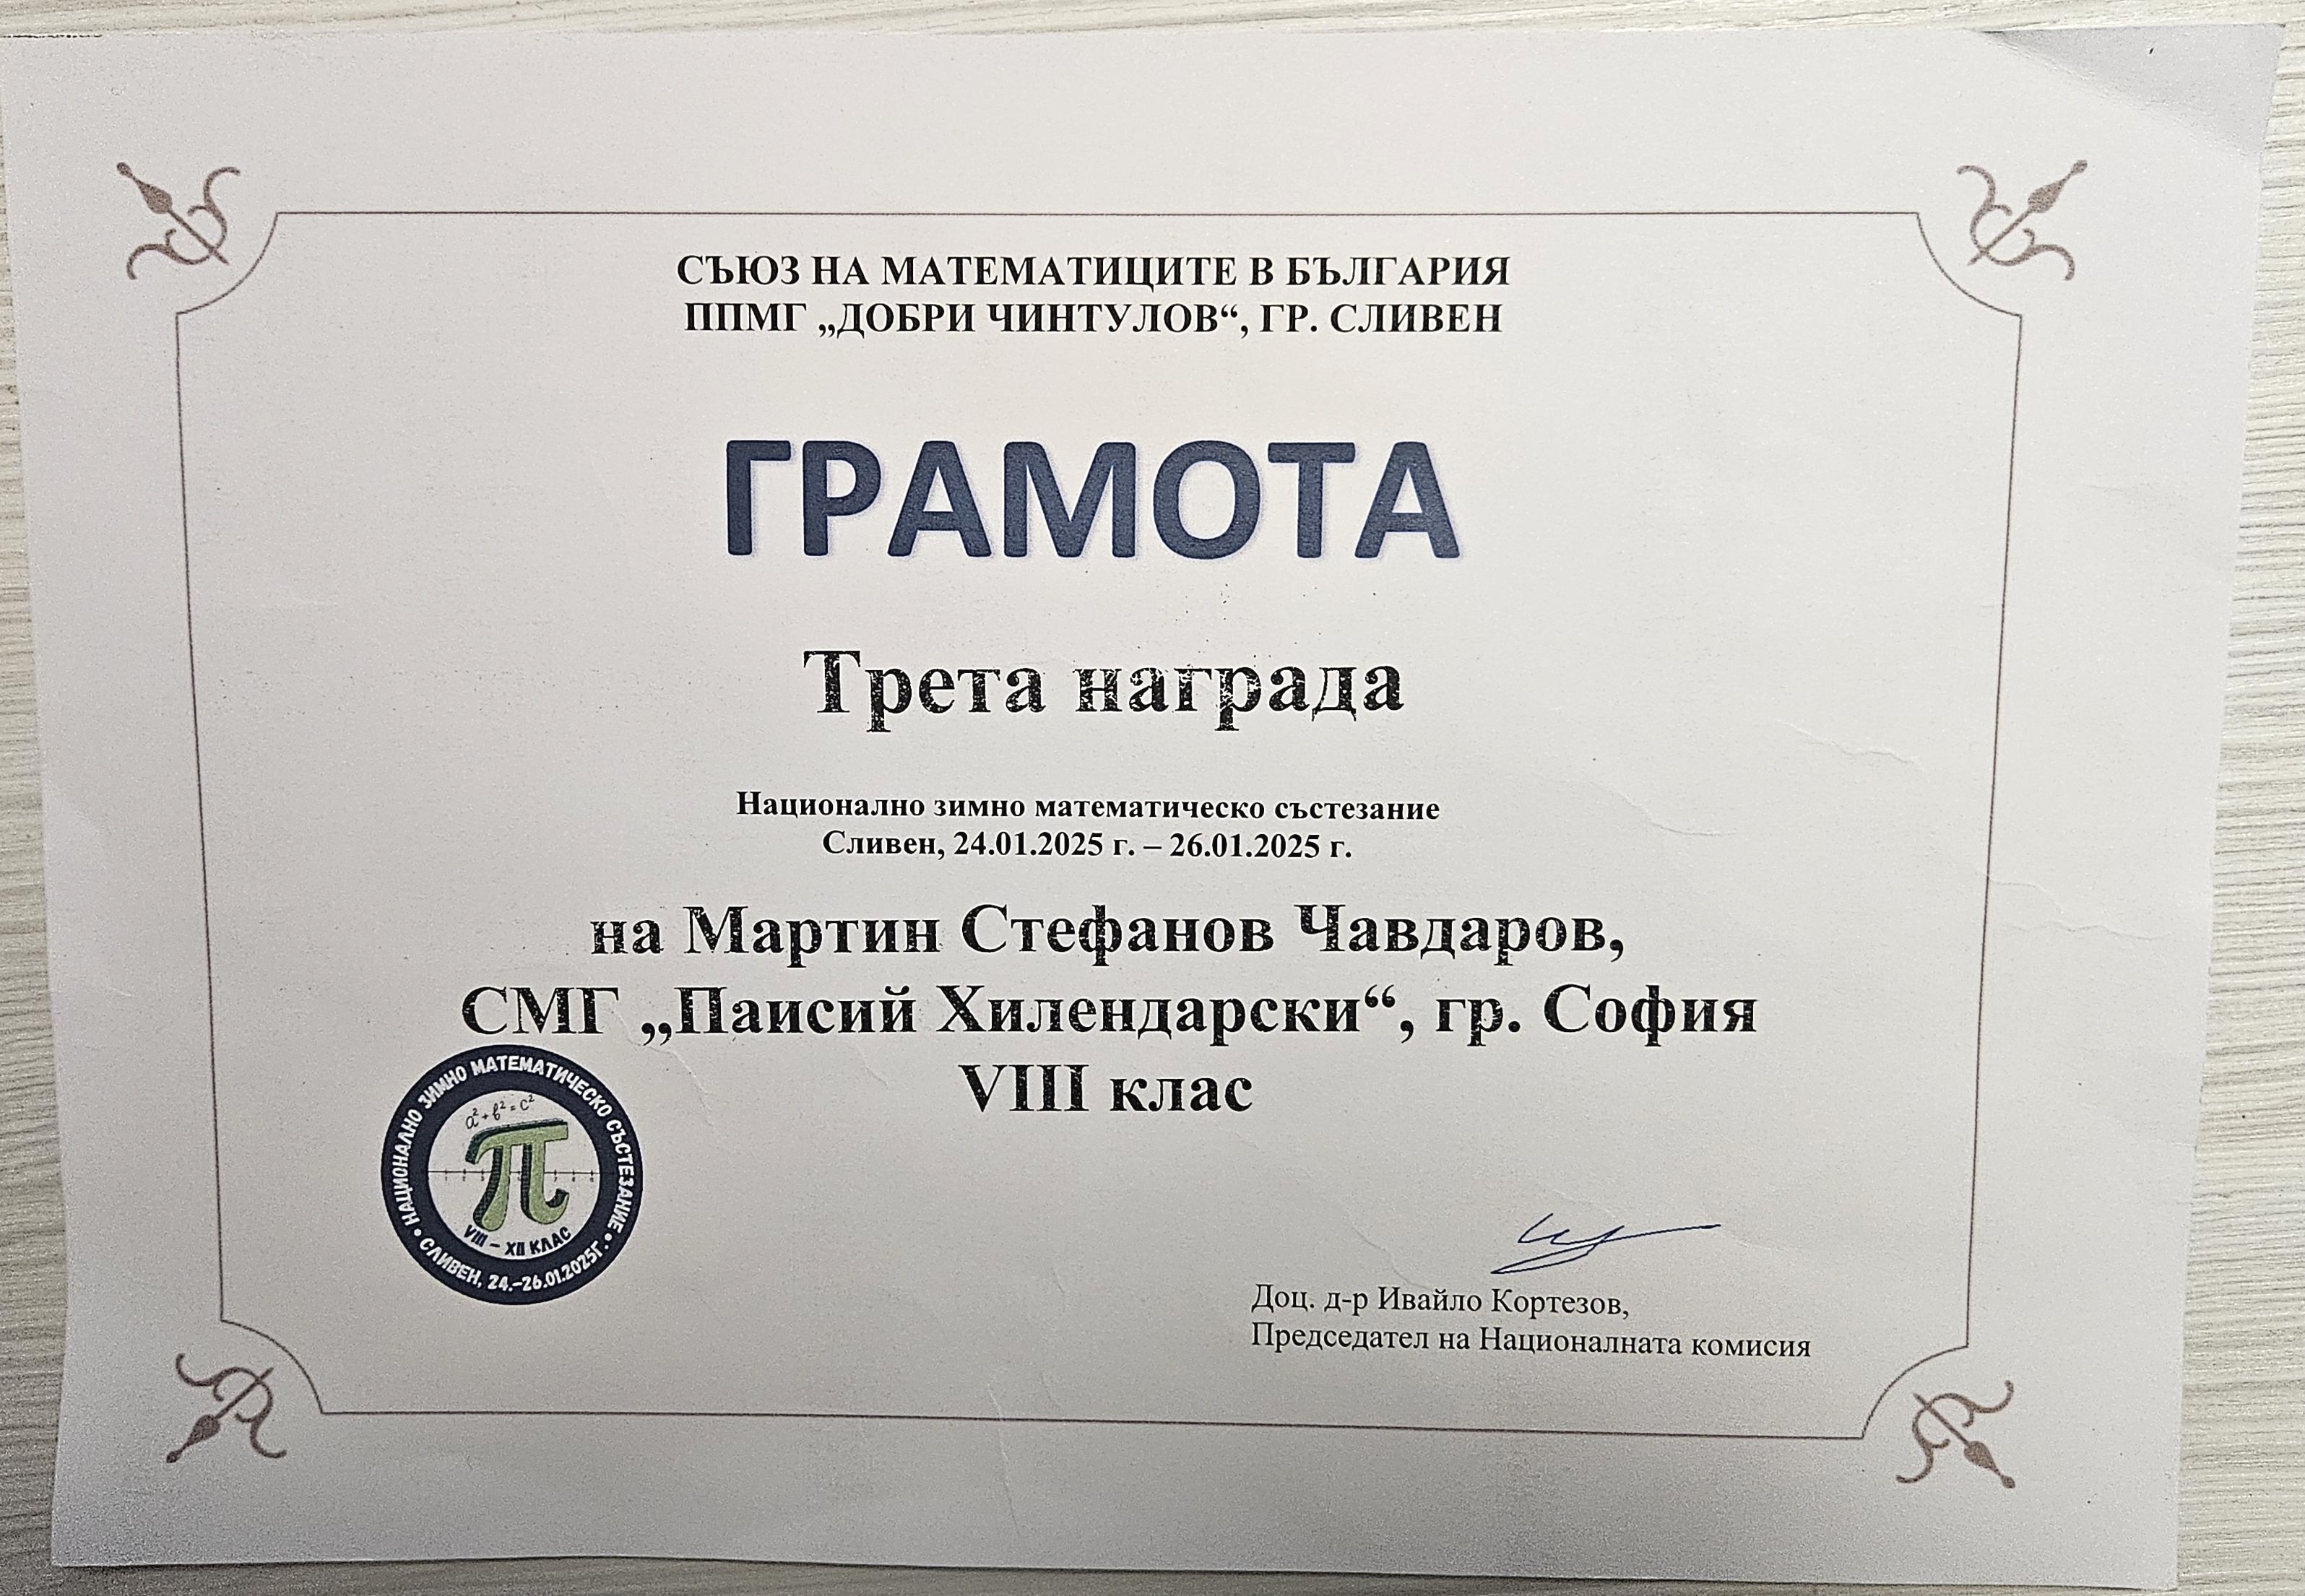 СЪЮЗ НА МАТЕМАТИЦИТЕ В БЪЛГАРИЯ
ППМГ „ДОБРИ ЧИНТУЛОВ“, ГР. СЛИВЕН
ГРАМОТА
Трета награда
Национално зимно математическо състезание
Сливен, 24.01.2025 г. – 26.01.2025 г.
на Мартин Стефанов Чавдаров,
СМГ „Паисий Хилендарски“, гр. София
VIII клас
• НАЦИОНАЛНО ЗИМНО МАТЕМАТИЧЕСКО СЪСТЕЗАНИЕ •
a² + b² = c²
π
VIII – XII КЛАС
СЛИВЕН, 24.–26.01.2025Г.
Доц. д-р Ивайло Кортезов,
Председател на Националната комисия